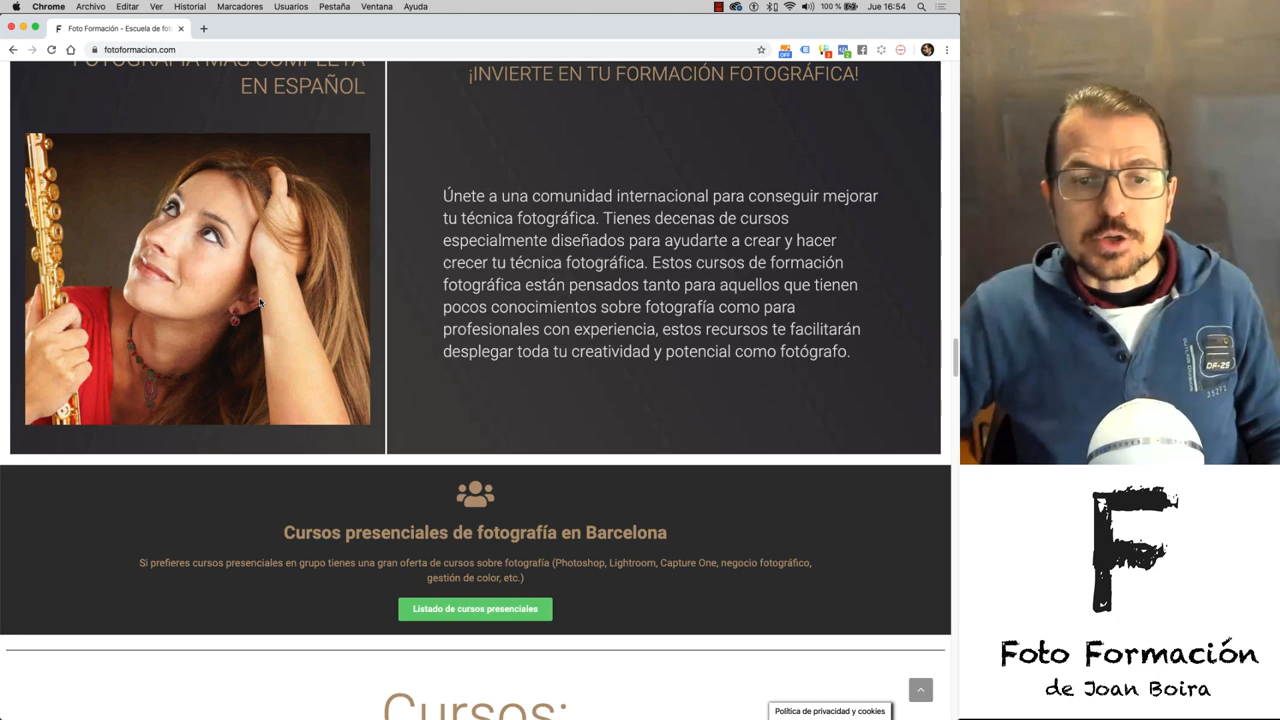 Chrome Archivo Editar Ver Historial Marcadores Usuarios Pestaña Ventana Ayuda
100 % Jue 16:54
Foto Formación - Escuela de fot
fotoformacion.com
FOTOGRAFÍA MÁS COMPLETA
EN ESPAÑOL
¡INVIERTE EN TU FORMACIÓN FOTOGRÁFICA!
Únete a una comunidad internacional para conseguir mejorar
tu técnica fotográfica. Tienes decenas de cursos
especialmente diseñados para ayudarte a crear y hacer
crecer tu técnica fotográfica. Estos cursos de formación
fotográfica están pensados tanto para aquellos que tienen
pocos conocimientos sobre fotografía como para
profesionales con experiencia, estos recursos te facilitarán
desplegar toda tu creatividad y potencial como fotógrafo.
Cursos presenciales de fotografía en Barcelona
Si prefieres cursos presenciales en grupo tienes una gran oferta de cursos sobre fotografía (Photoshop, Lightroom, Capture One, negocio fotográfico,
gestión de color, etc.)
Listado de cursos presenciales
Cursos:
Política de privacidad y cookies
DF-25
F
Foto Formación
de Joan Boira